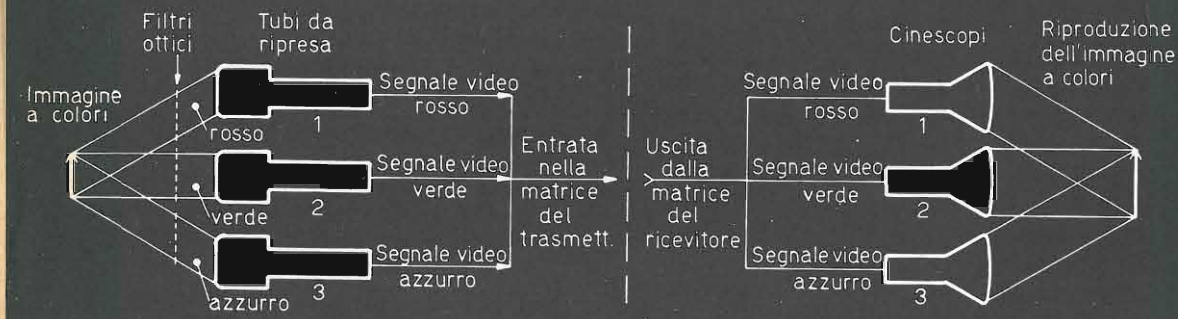 Filtri
ottici
Tubi da
ripresa
Immagine
a colori
rosso
1
Segnale video
rosso
verde
2
Segnale video
verde
azzurro
3
Segnale video
azzurro
Entrata
nella
matrice
del
trasmett.
Uscita
dalla
matrice
del
ricevitore
Segnale video
rosso
Segnale video
verde
Segnale video
azzurro
Cinescopi
1
2
3
Riproduzione
dell'immagine
a colori